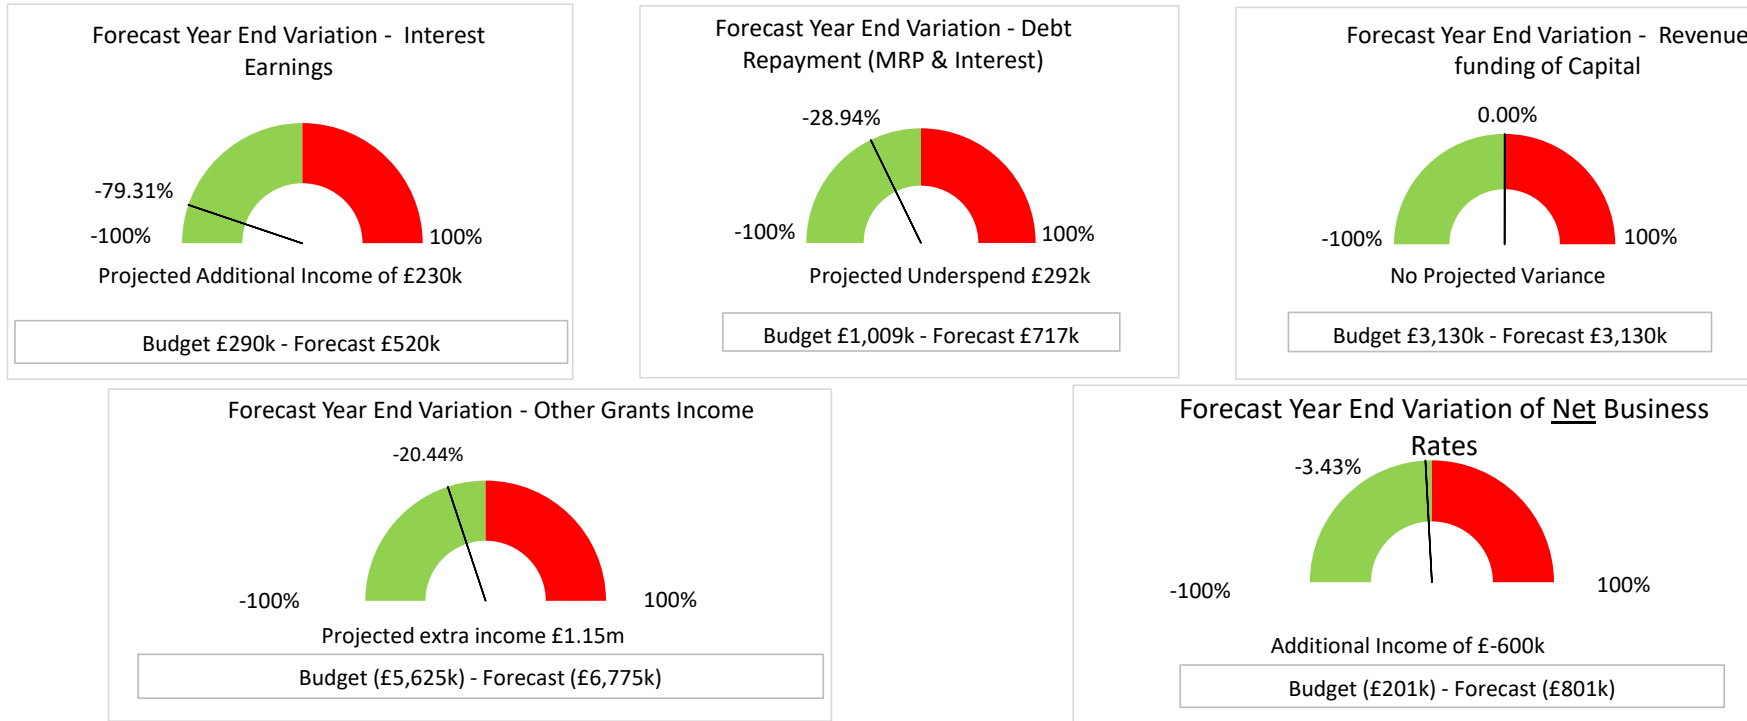 Forecast Year End Variation -  Interest
Earnings
-79.31%
-100%
100%
Projected Additional Income of £230k
Budget £290k - Forecast £520k
Forecast Year End Variation - Debt
Repayment (MRP & Interest)
-28.94%
-100%
100%
Projected Underspend £292k
Budget £1,009k - Forecast £717k
Forecast Year End Variation -  Revenue
funding of Capital
0.00%
-100%
100%
No Projected Variance
Budget £3,130k - Forecast £3,130k
Forecast Year End Variation - Other Grants Income
-20.44%
-100%
100%
Projected extra income £1.15m
Budget (£5,625k) - Forecast (£6,775k)
Forecast Year End Variation of Net Business
Rates
-3.43%
-100%
100%
Additional Income of £-600k
Budget (£201k) - Forecast (£801k)